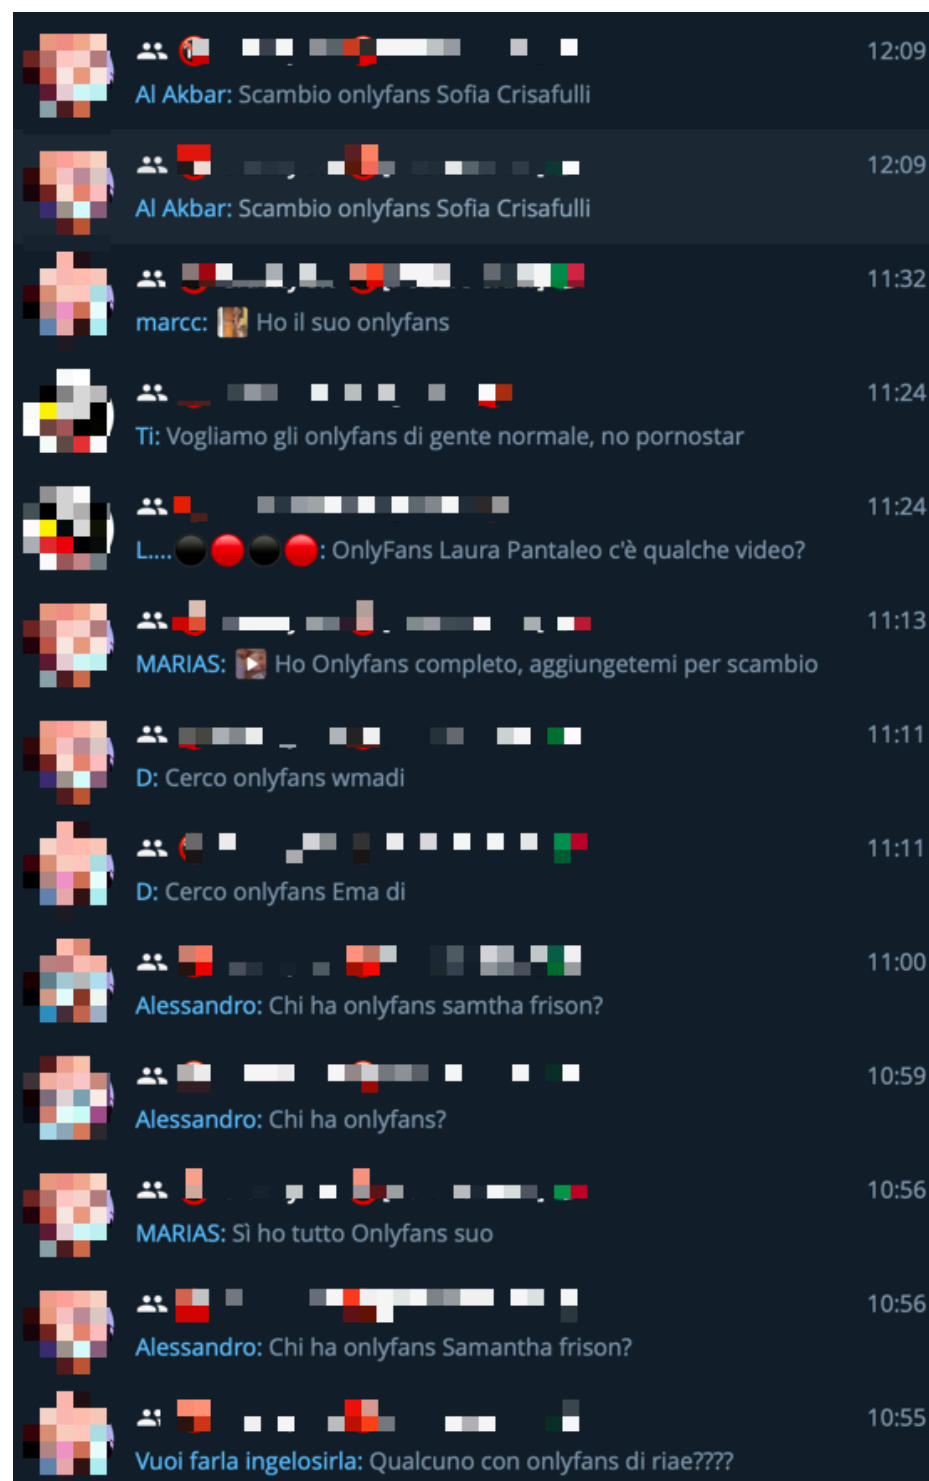 12:09
Al Akbar: Scambio onlyfans Sofia Crisafulli
12:09
Al Akbar: Scambio onlyfans Sofia Crisafulli
11:32
marcc: Ho il suo onlyfans
11:24
Ti: Vogliamo gli onlyfans di gente normale, no pornostar
11:24
L....⚫🔴⚫🔴: OnlyFans Laura Pantaleo c'è qualche video?
11:13
MARIAS: Ho Onlyfans completo, aggiungetemi per scambio
11:11
D: Cerco onlyfans wmadi
11:11
D: Cerco onlyfans Ema di
11:00
Alessandro: Chi ha onlyfans samtha frison?
10:59
Alessandro: Chi ha onlyfans?
10:56
MARIAS: Sì ho tutto Onlyfans suo
10:56
Alessandro: Chi ha onlyfans Samantha frison?
10:55
Vuoi farla ingelosirla: Qualcuno con onlyfans di riae????